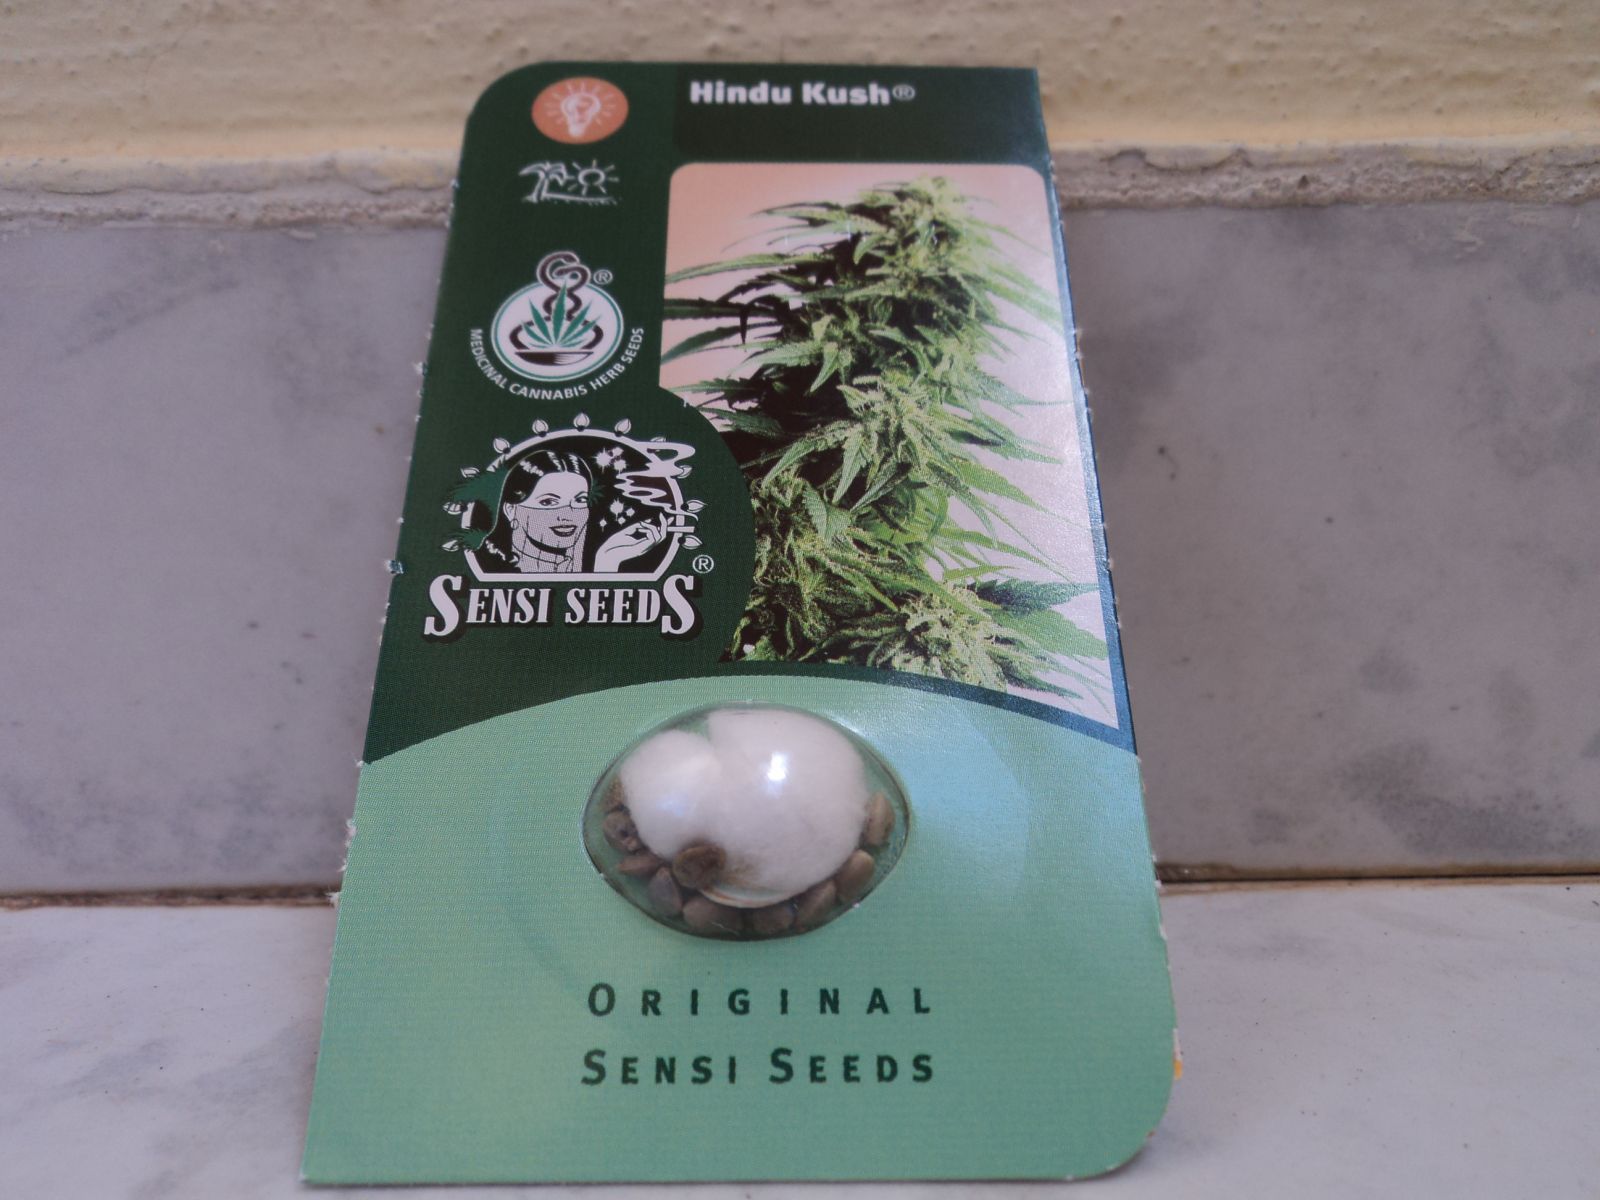 Hindu Kush®
®
MEDICINAL CANNABIS HERB SEEDS
SENSI SEEDS®
ORIGINAL
SENSI SEEDS